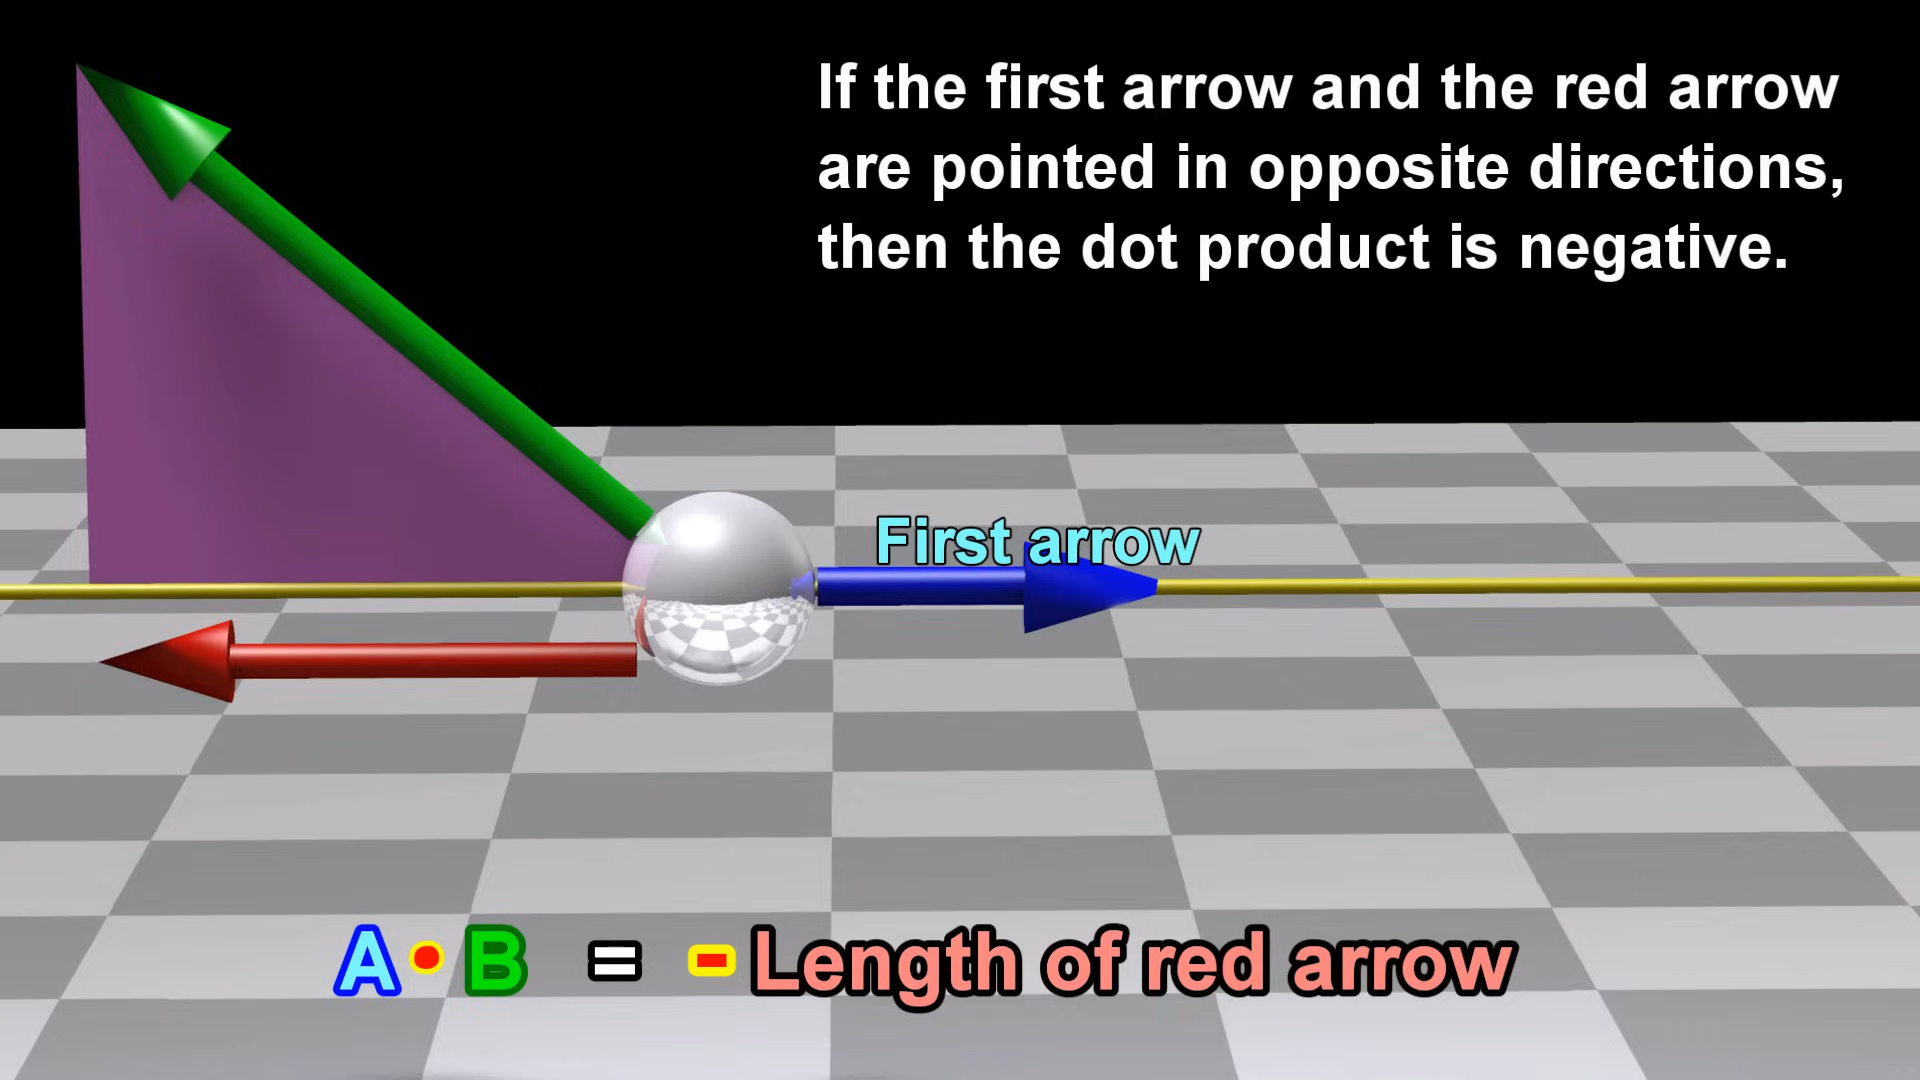 If the first arrow and the red arrow
are pointed in opposite directions,
then the dot product is negative.
First arrow
A • B = - Length of red arrow